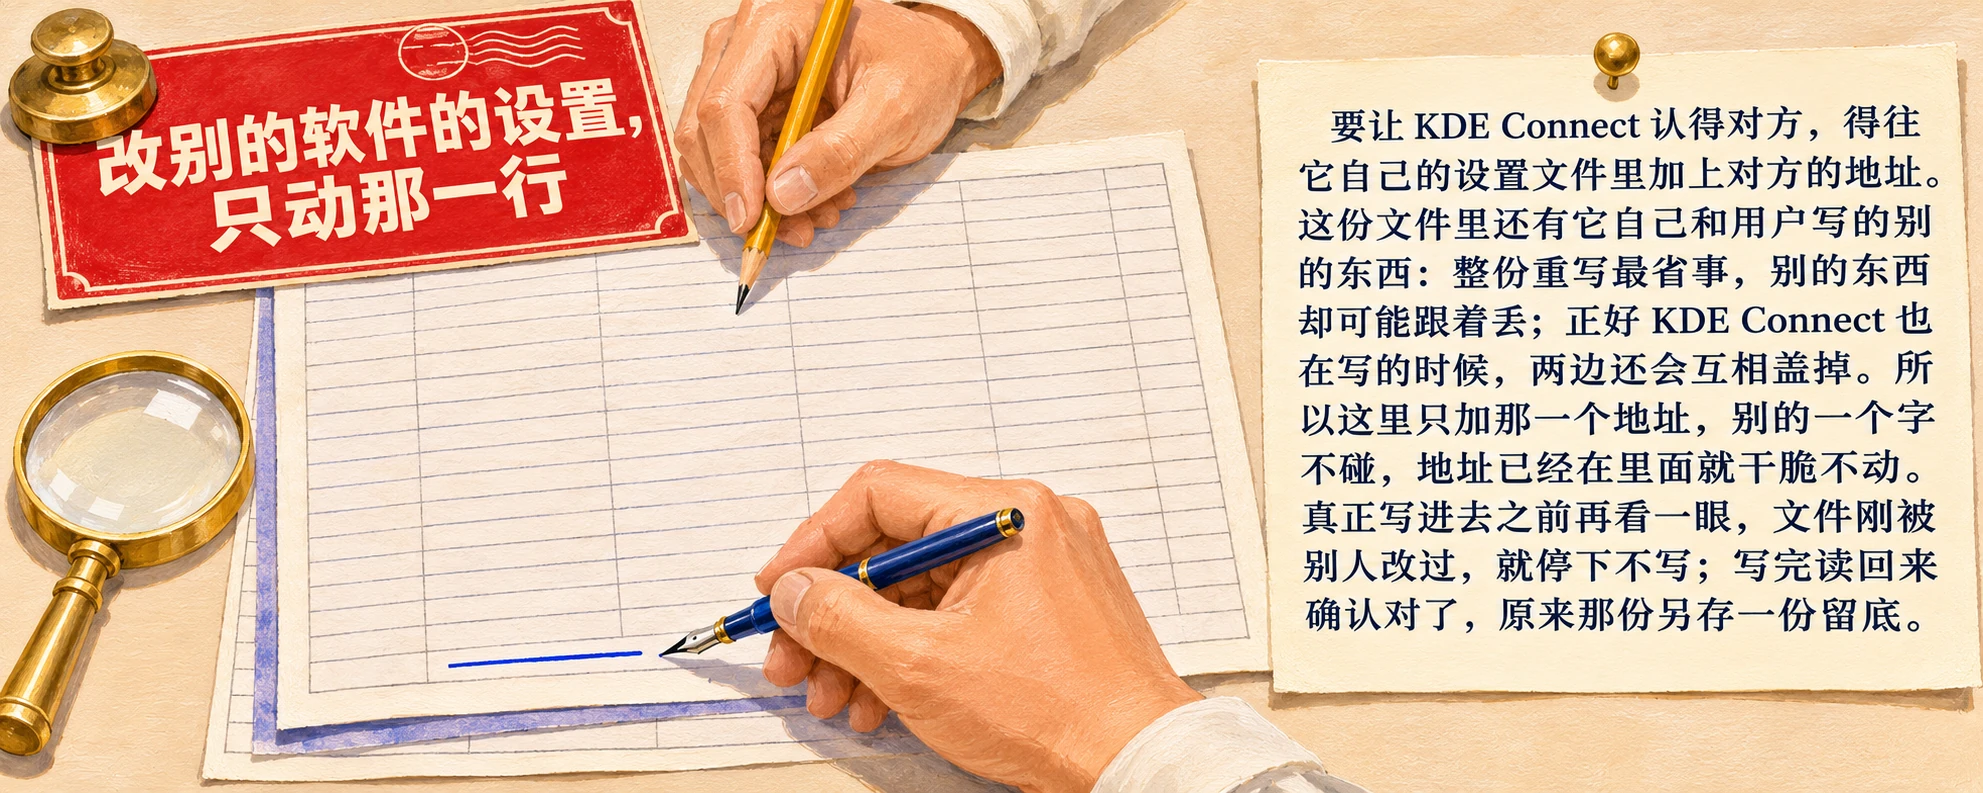 改别的软件的设置,
只动那一行
要让 KDE Connect 认得对方，得往
它自己的设置文件里加上对方的地址。
这份文件里还有它自己和用户写的别
的东西：整份重写最省事，别的东西
却可能跟着丢；正好 KDE Connect 也
在写的时候，两边还会互相盖掉。所
以这里只加那一个地址，别的一个字
不碰，地址已经在里面就干脆不动。
真正写进去之前再看一眼，文件刚被
别人改过，就停下不写；写完读回来
确认对了，原来那份另存一份留底。